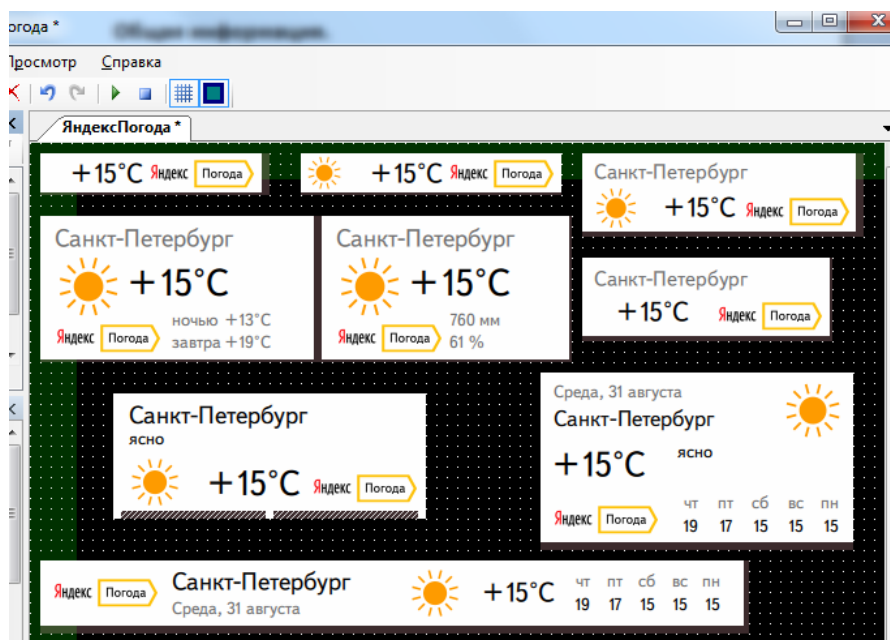 огода *
Общая информация.
Просмотр Справка
ЯндексПогода *
+15°C Яндекс Погода
+15°C Яндекс Погода
Санкт-Петербург
+15°C Яндекс Погода
Санкт-Петербург
+15°C
ночью +13°C
Яндекс Погода завтра +19°C
Санкт-Петербург
+15°C
760 мм
Яндекс Погода 61 %
Санкт-Петербург
+15°C Яндекс Погода
Санкт-Петербург
ясно
+15°C Яндекс Погода
Среда, 31 августа
Санкт-Петербург
+15°C ясно
чт пт сб вс пн
Яндекс Погода 19 17 15 15 15
Яндекс Погода Санкт-Петербург
Среда, 31 августа
+15°C
чт пт сб вс пн
19 17 15 15 15